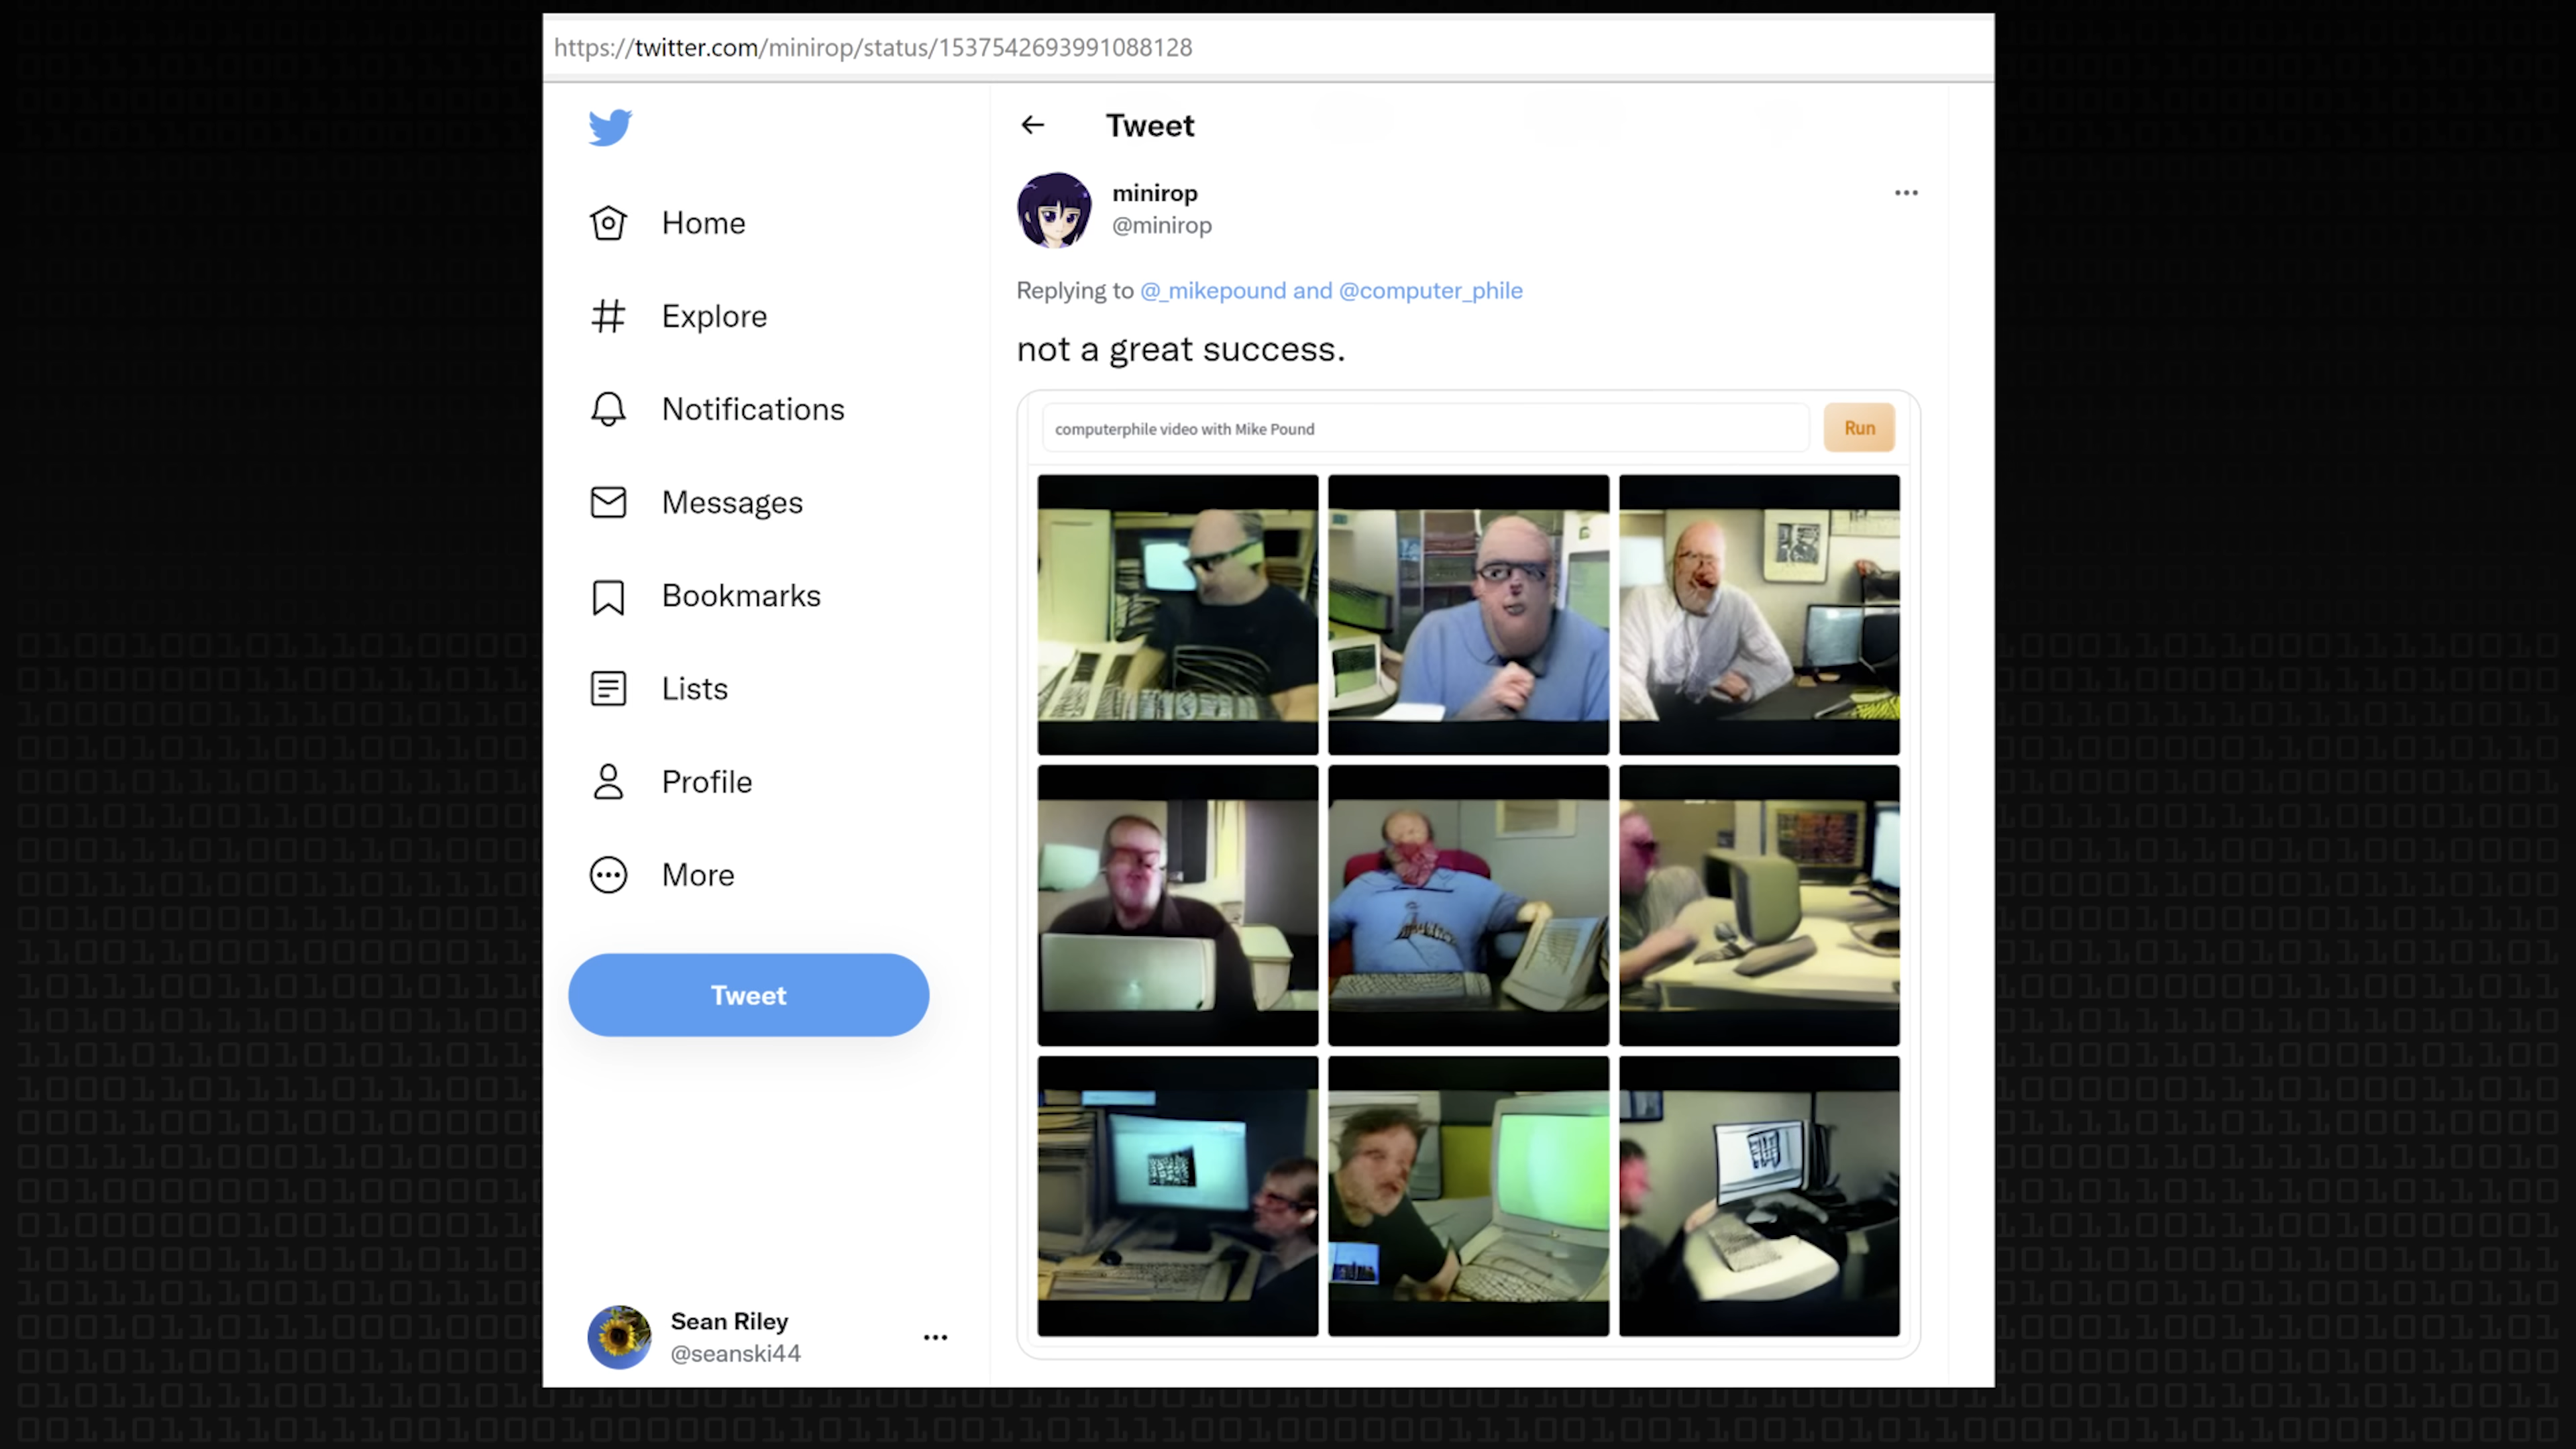 https://twitter.com/minirop/status/1537542693991088128
Home
Explore
Notifications
Messages
Bookmarks
Lists
Profile
More
Tweet
Sean Riley
@seanski44
Tweet
minirop
@minirop
Replying to @_mikepound and @computer_phile
not a great success.
computerphile video with Mike Pound
Run